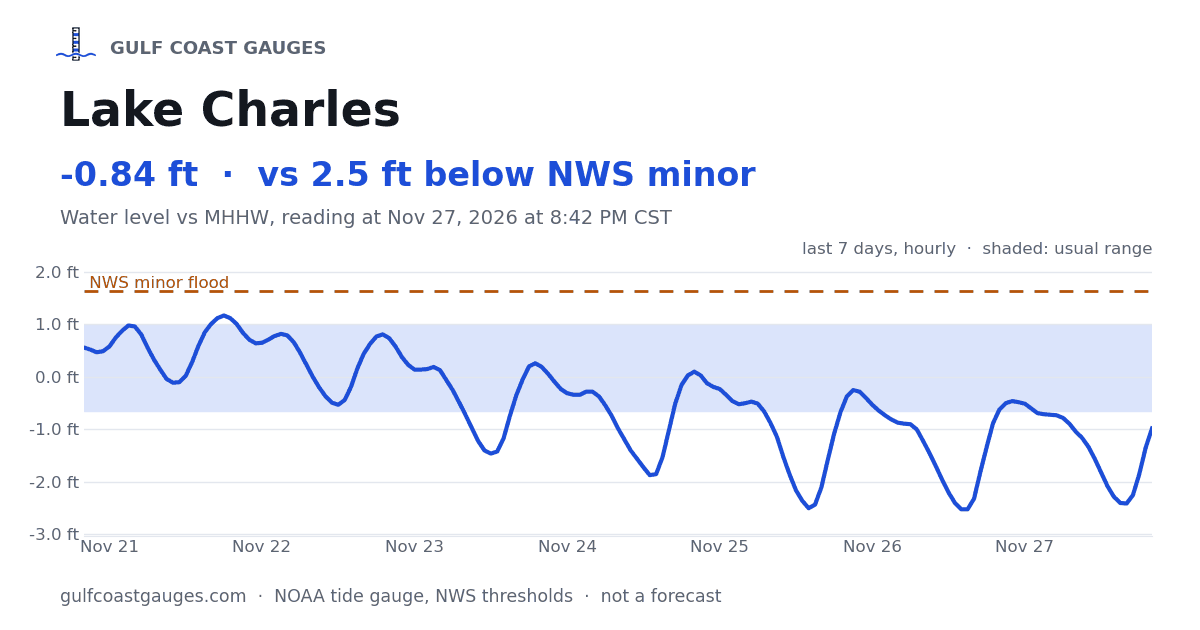 GULF COAST GAUGES
Lake Charles
-0.84 ft · vs 2.5 ft below NWS minor
Water level vs MHHW, reading at Nov 27, 2026 at 8:42 PM CST
last 7 days, hourly · shaded: usual range
2.0 ft
NWS minor flood
1.0 ft
0.0 ft
-1.0 ft
-2.0 ft
-3.0 ft
Nov 21 Nov 22 Nov 23 Nov 24 Nov 25 Nov 26 Nov 27
gulfcoastgauges.com · NOAA tide gauge, NWS thresholds · not a forecast